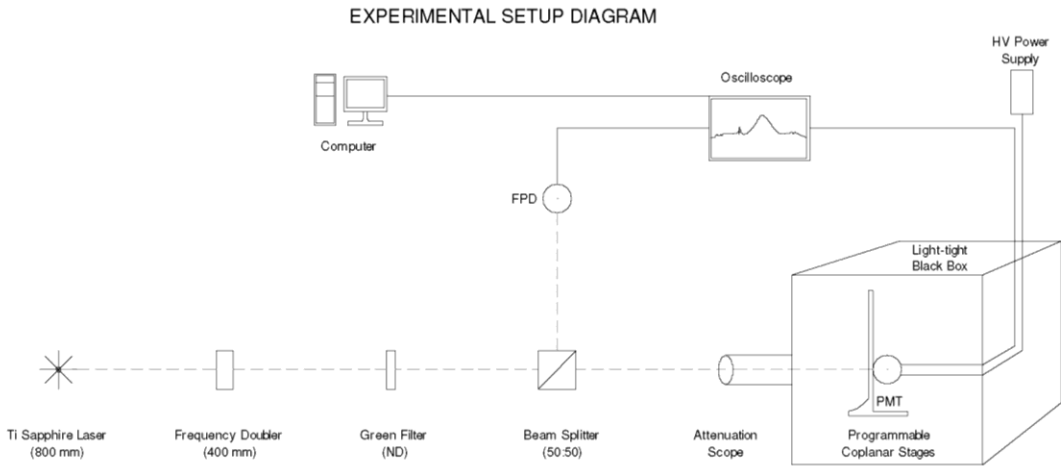 EXPERIMENTAL SETUP DIAGRAM
HV Power
Supply
Oscilloscope
Computer
FPD
Light-tight
Black Box
PMT
Ti Sapphire Laser
(800 mm)
Frequency Doubler
(400 mm)
Green Filter
(ND)
Beam Splitter
(50:50)
Attenuation
Scope
Programmable
Coplanar Stages